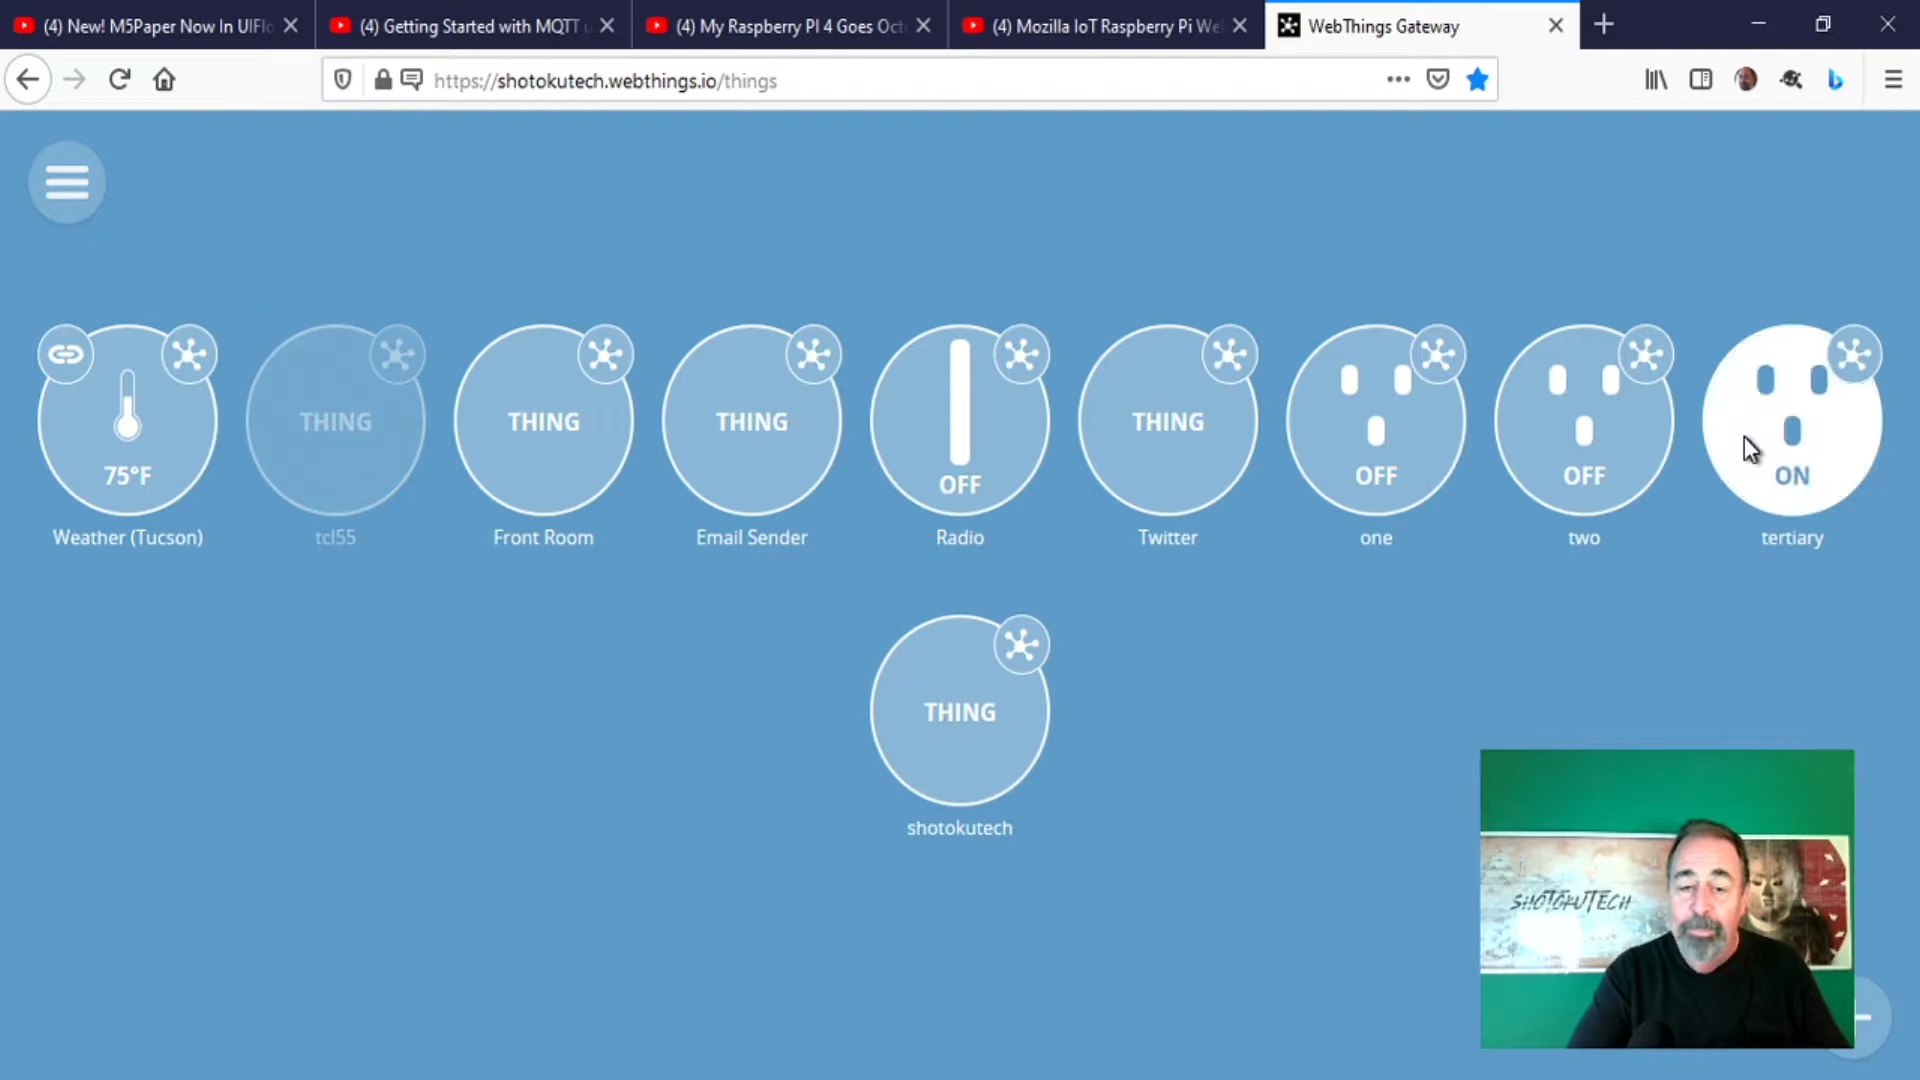 (4) New! M5Paper Now In UIFlo
(4) Getting Started with MQTT u
(4) My Raspberry PI 4 Goes Oct
(4) Mozilla IoT Raspberry Pi We
WebThings Gateway
https://shotokutech.webthings.io/things
75°F
THING
THING
THING
OFF
THING
OFF
OFF
ON
Weather (Tucson)
tcl55
Front Room
Email Sender
Radio
Twitter
one
two
tertiary
THING
shotokutech
SHOTOKUTECH